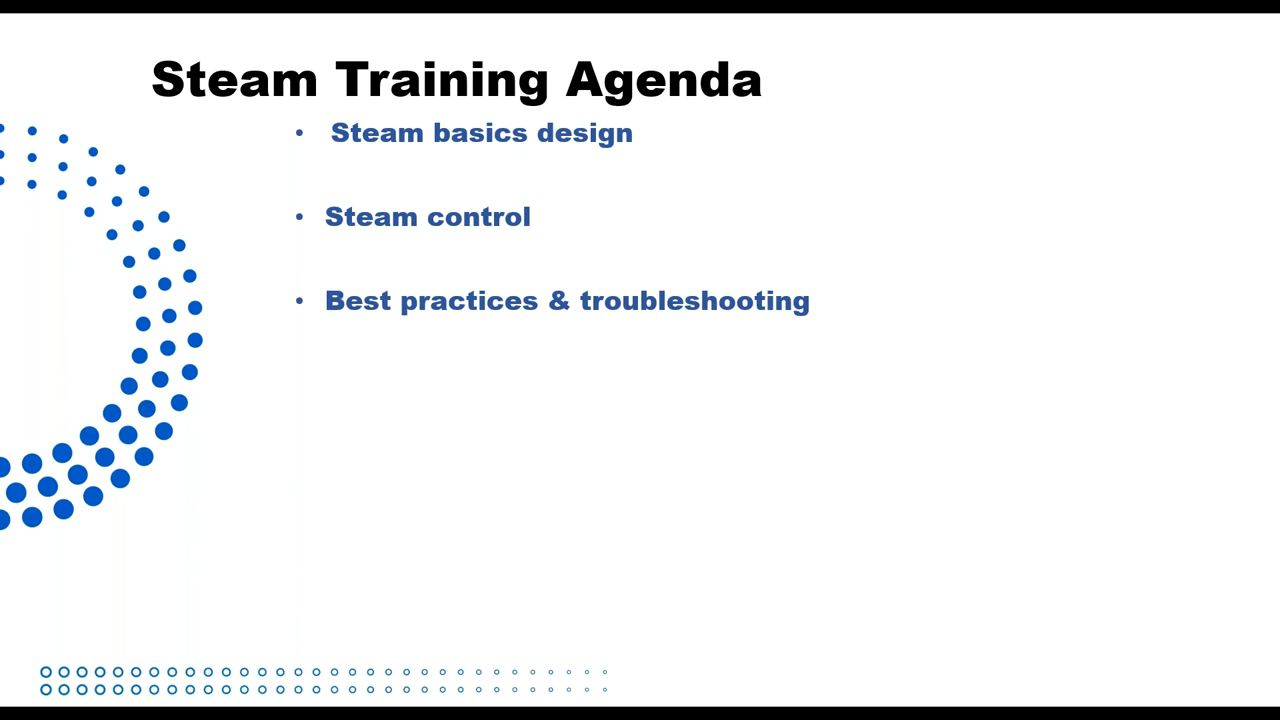 Steam Training Agenda
• Steam basics design
• Steam control
• Best practices & troubleshooting